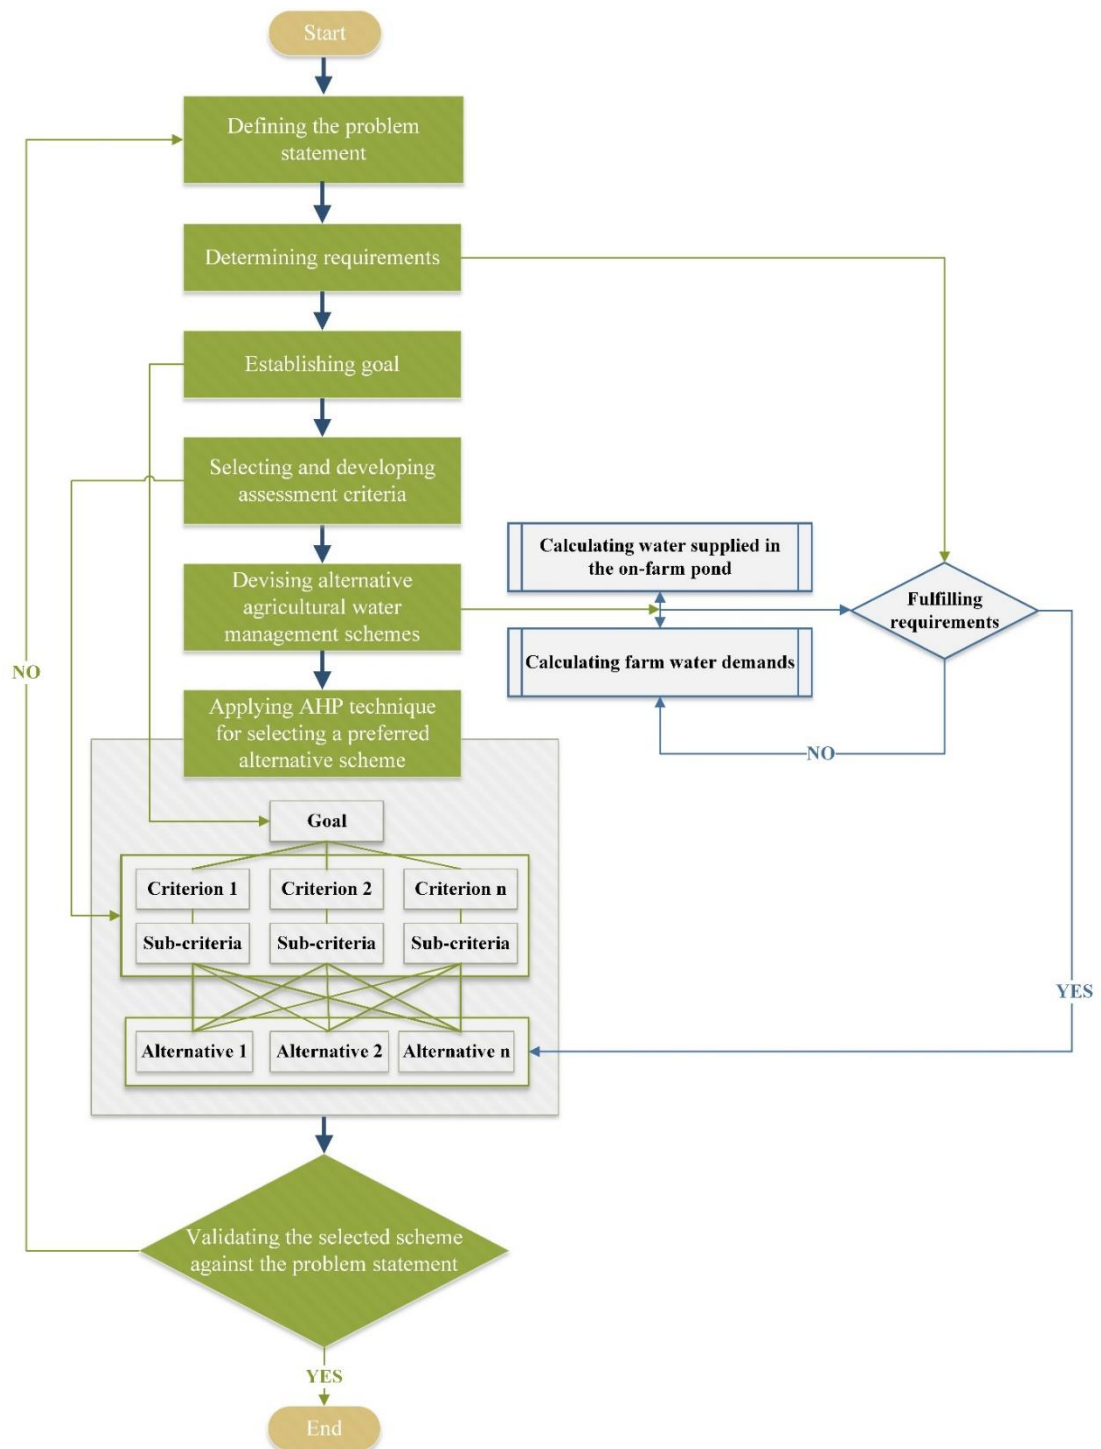 Start
Defining the problem
statement
Determining requirements
Establishing goal
Selecting and developing
assessment criteria
Devising alternative
agricultural water
management schemes
Calculating water supplied in
the on-farm pond
Calculating farm water demands
Fulfilling
requirements
NO
NO
YES
Applying AHP technique
for selecting a preferred
alternative scheme
Goal
Criterion 1
Criterion 2
Criterion n
Sub-criteria
Sub-criteria
Sub-criteria
Alternative 1
Alternative 2
Alternative n
Validating the selected scheme
against the problem statement
YES
End